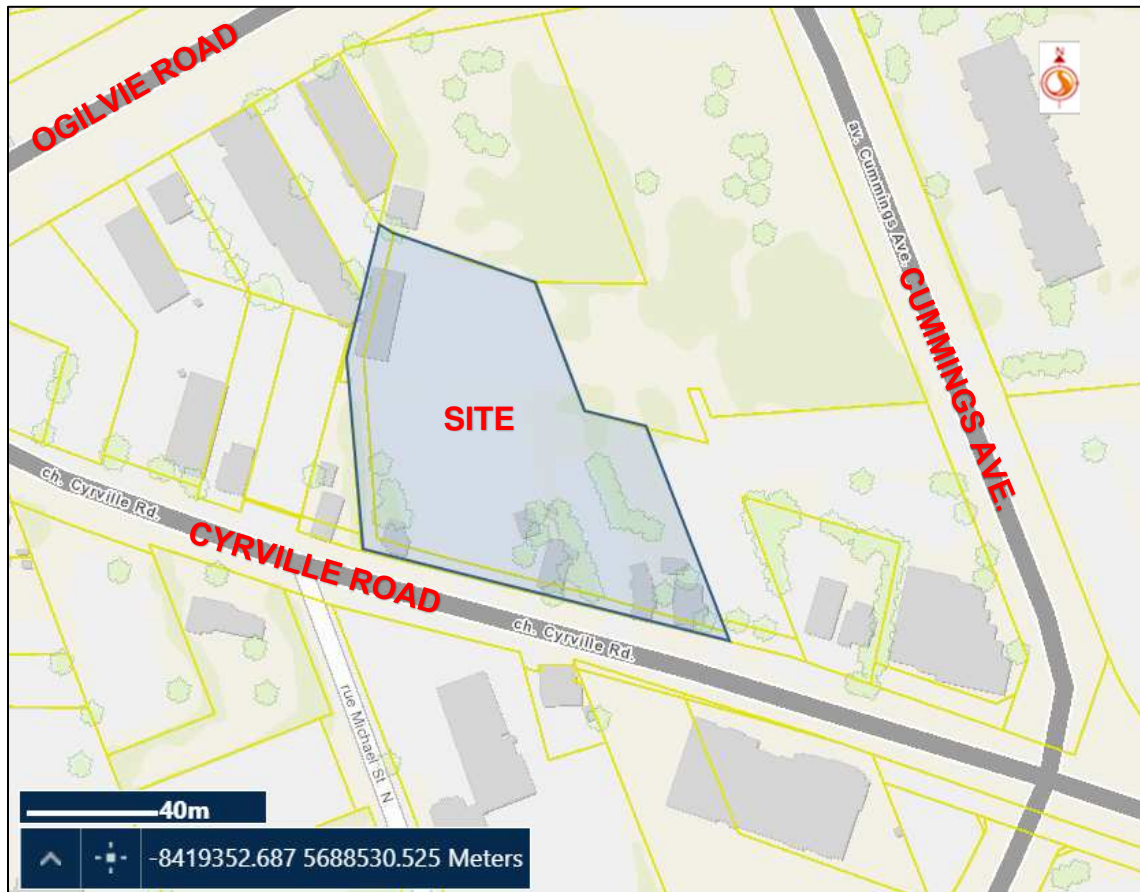 OGILVIE ROAD
N
av. Cummings Ave.
CUMMINGS AVE.
SITE
ch. Cyrville Rd.
CYRVILLE ROAD
ch. Cyrville Rd.
rue Michael St. N
40m
-8419352.687 5688530.525 Meters